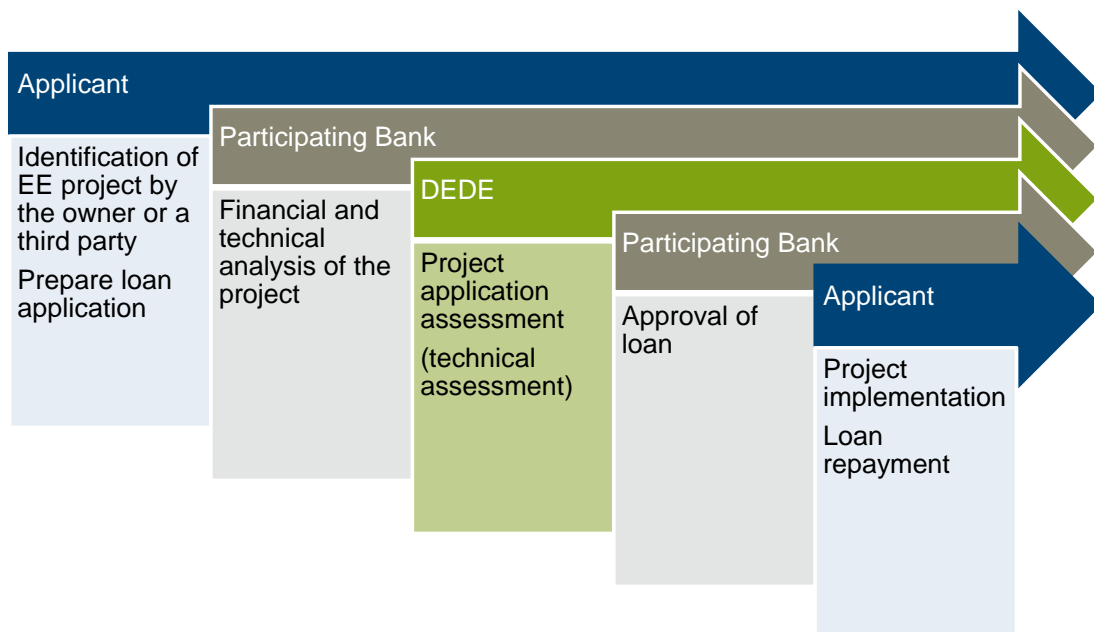 Applicant
Identification of
EE project by
the owner or a
third party
Prepare loan
application
Participating Bank
Financial and
technical
analysis of the
project
DEDE
Project
application
assessment
(technical
assessment)
Participating Bank
Approval of
loan
Applicant
Project
implementation
Loan
repayment